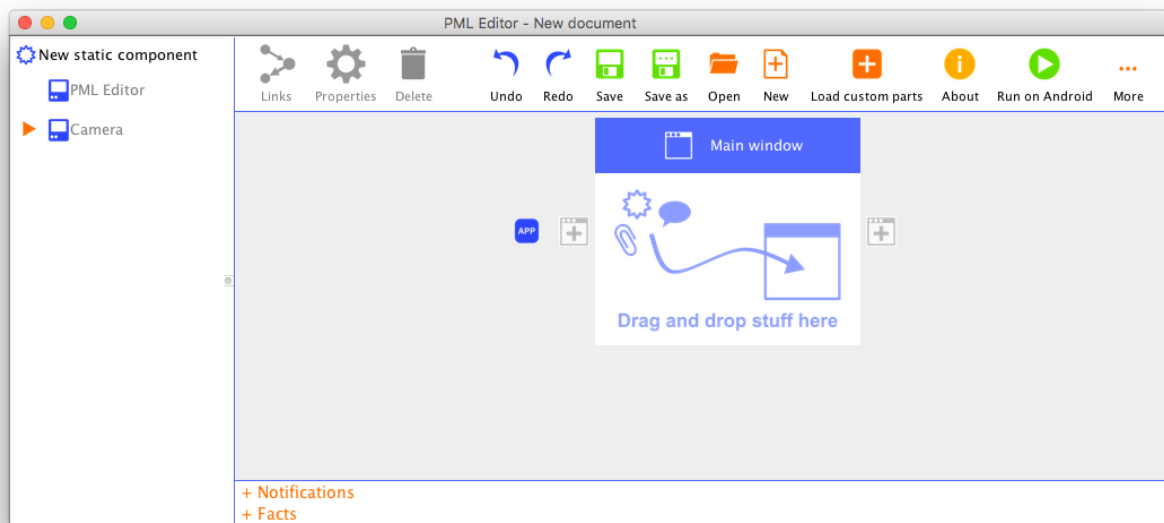 PML Editor - New document
New static component
PML Editor
Camera
Links Properties Delete Undo Redo Save Save as Open New Load custom parts About Run on Android More
Main window
APP
Drag and drop stuff here
+ Notifications
+ Facts